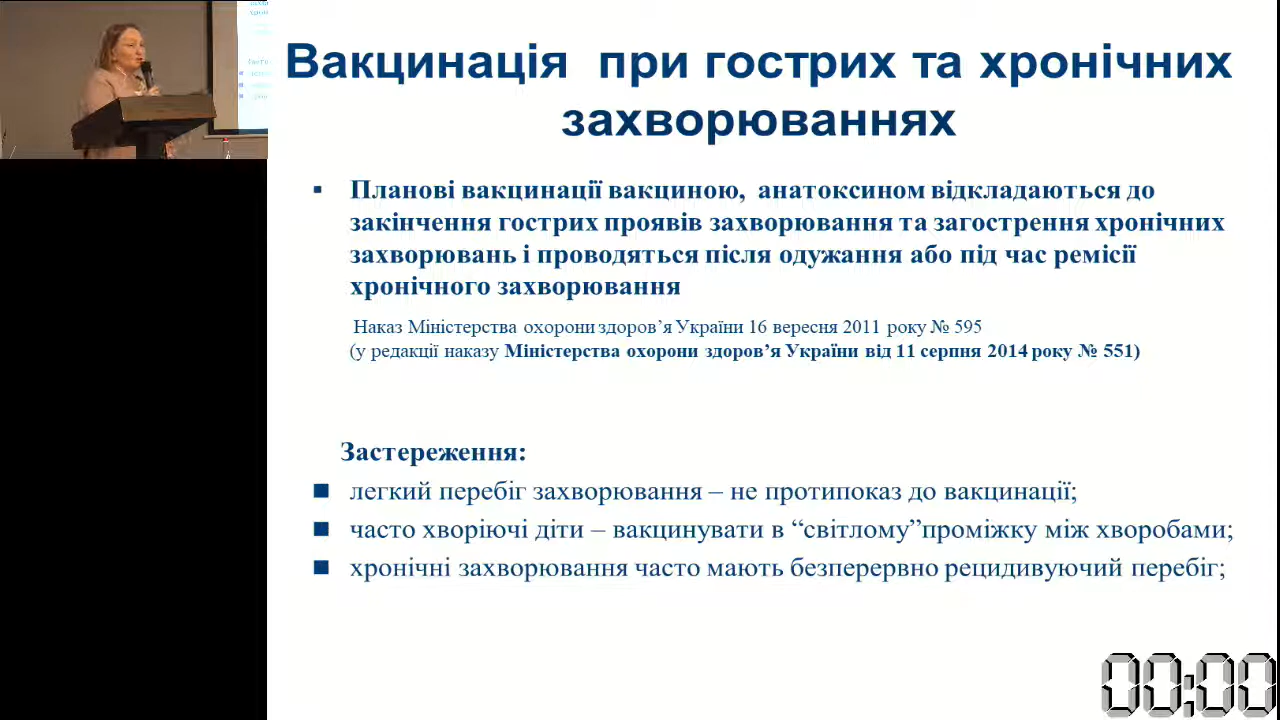 Вакцинація при гострих та хронічних
захворюваннях
▪ Планові вакцинації вакциною, анатоксином відкладаються до
закінчення гострих проявів захворювання та загострення хронічних
захворювань і проводяться після одужання або під час ремісії
хронічного захворювання
Наказ Міністерства охорони здоров’я України 16 вересня 2011 року № 595
(у редакції наказу Міністерства охорони здоров’я України від 11 серпня 2014 року № 551)
Застереження:
■ легкий перебіг захворювання – не протипоказ до вакцинації;
■ часто хворіючі діти – вакцинувати в “світлому”проміжку між хворобами;
■ хронічні захворювання часто мають безперервно рецидивуючий перебіг;
00:00